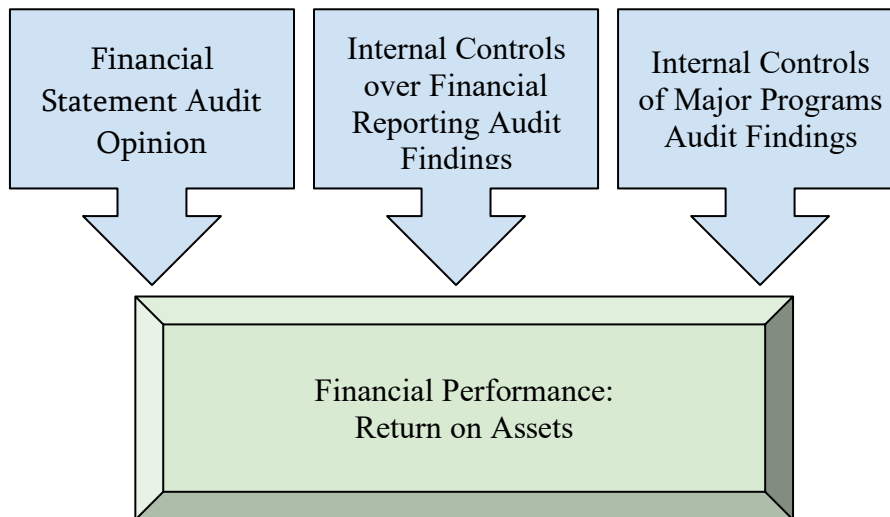 Financial
Statement Audit
Opinion
Internal Controls
over Financial
Reporting Audit
Findings
Internal Controls
of Major Programs
Audit Findings
Financial Performance:
Return on Assets